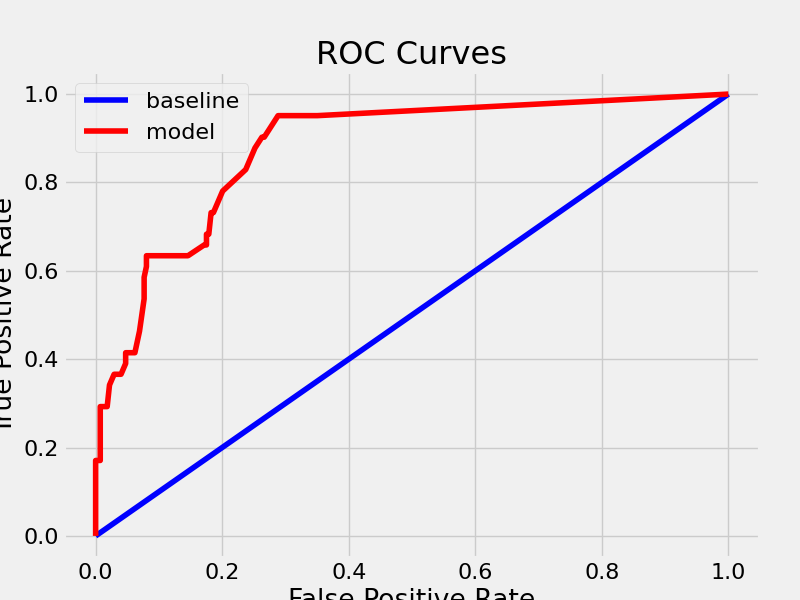 ROC Curves
baseline
model
True Positive Rate
1.0
0.8
0.6
0.4
0.2
0.0
0.0 0.2 0.4 0.6 0.8 1.0
False Positive Rate